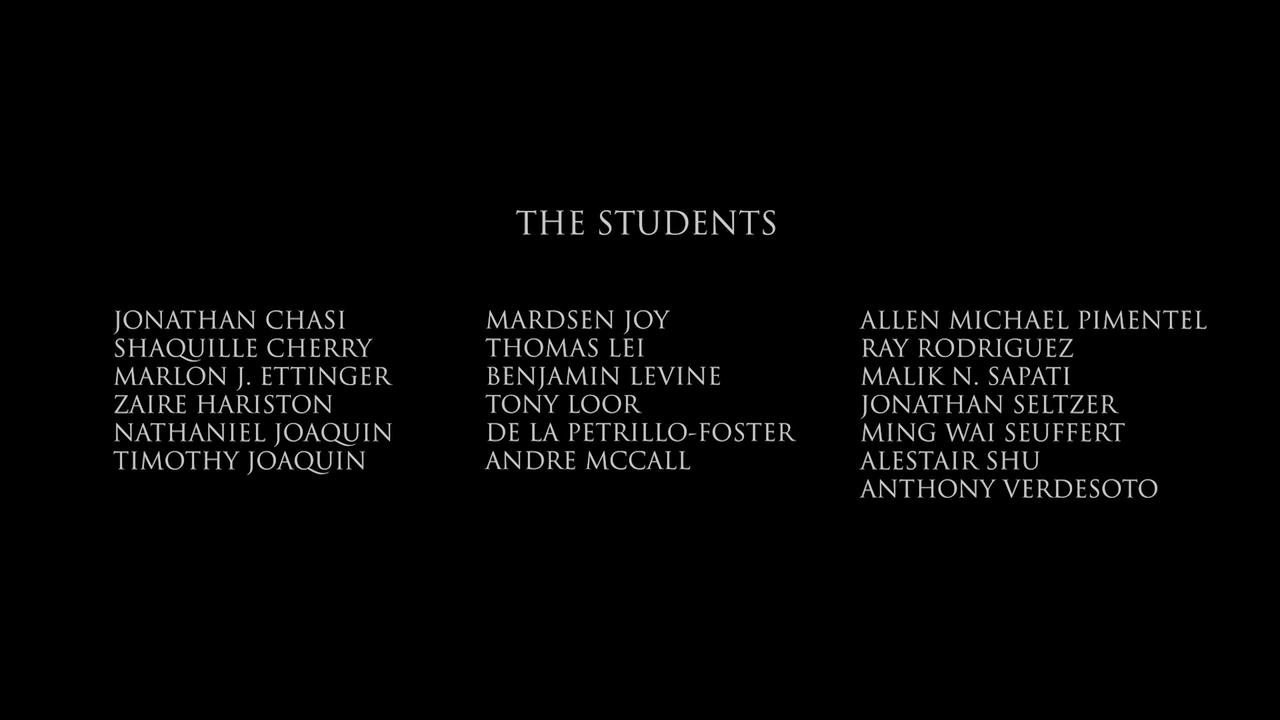 THE STUDENTS
JONATHAN CHASI
SHAQUILLE CHERRY
MARLON J. ETTINGER
ZAIRE HARISTON
NATHANIEL JOAQUIN
TIMOTHY JOAQUIN
MARDSEN JOY
THOMAS LEI
BENJAMIN LEVINE
TONY LOOR
DE LA PETRILLO-FOSTER
ANDRE MCCALL
ALLEN MICHAEL PIMENTEL
RAY RODRIGUEZ
MALIK N. SAPATI
JONATHAN SELTZER
MING WAI SEUFFERT
ALESTAIR SHU
ANTHONY VERDESOTO